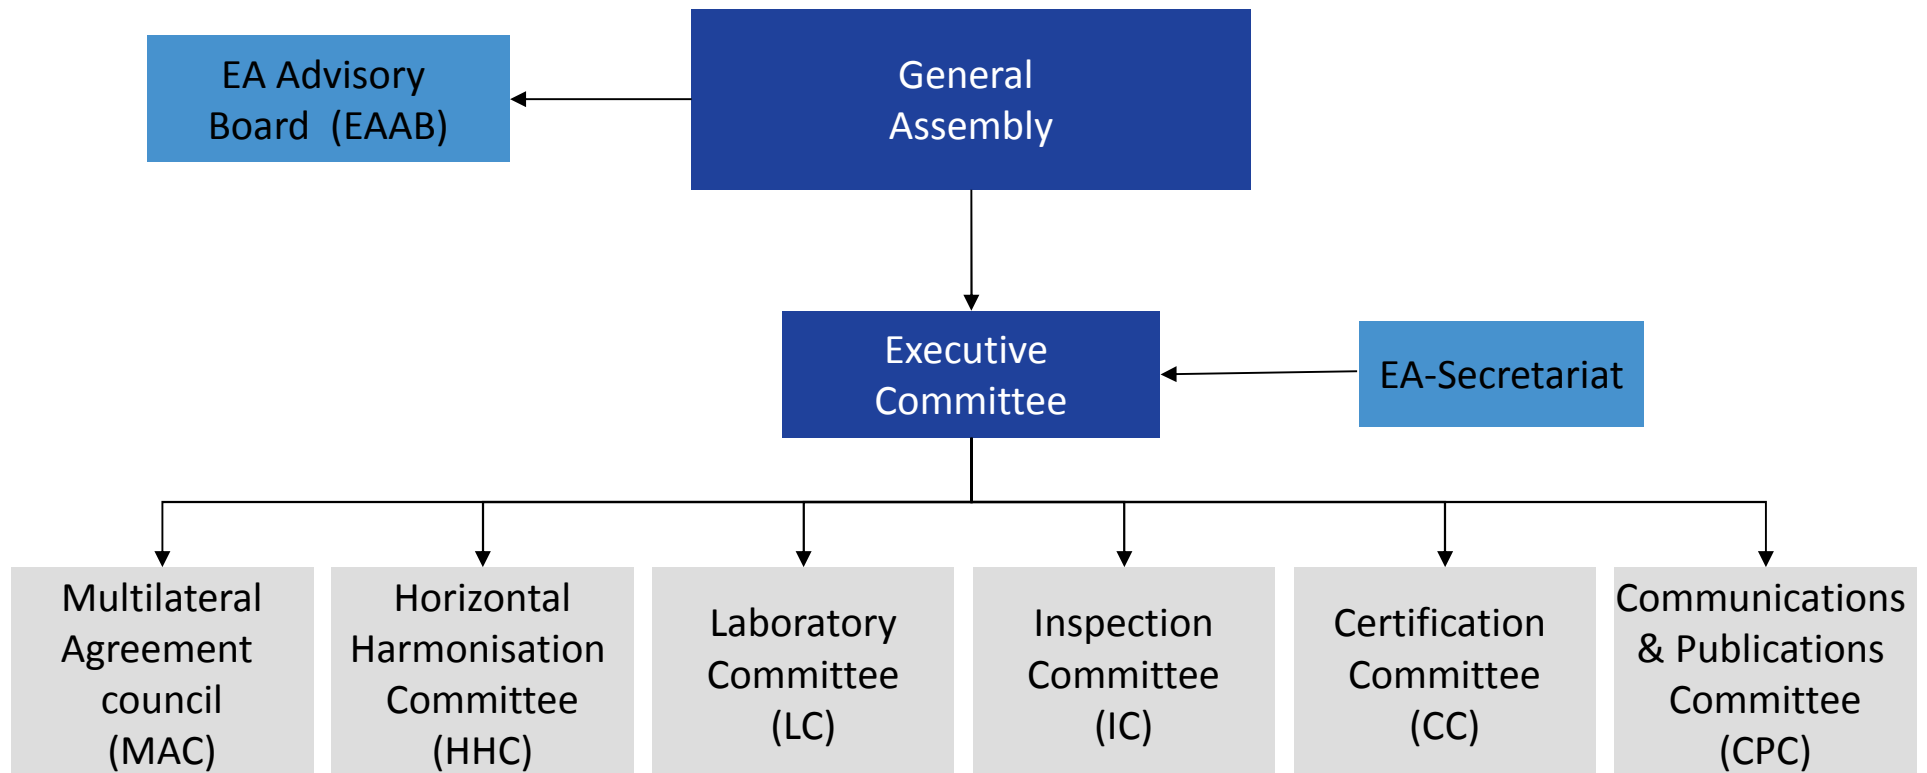 EA Advisory
Board  (EAAB)
General
Assembly
Executive
Committee
EA-Secretariat
Multilateral
Agreement
council
(MAC)
Horizontal
Harmonisation
Committee
(HHC)
Laboratory
Committee
(LC)
Inspection
Committee
(IC)
Certification
Committee
(CC)
Communications
& Publications
Committee
(CPC)